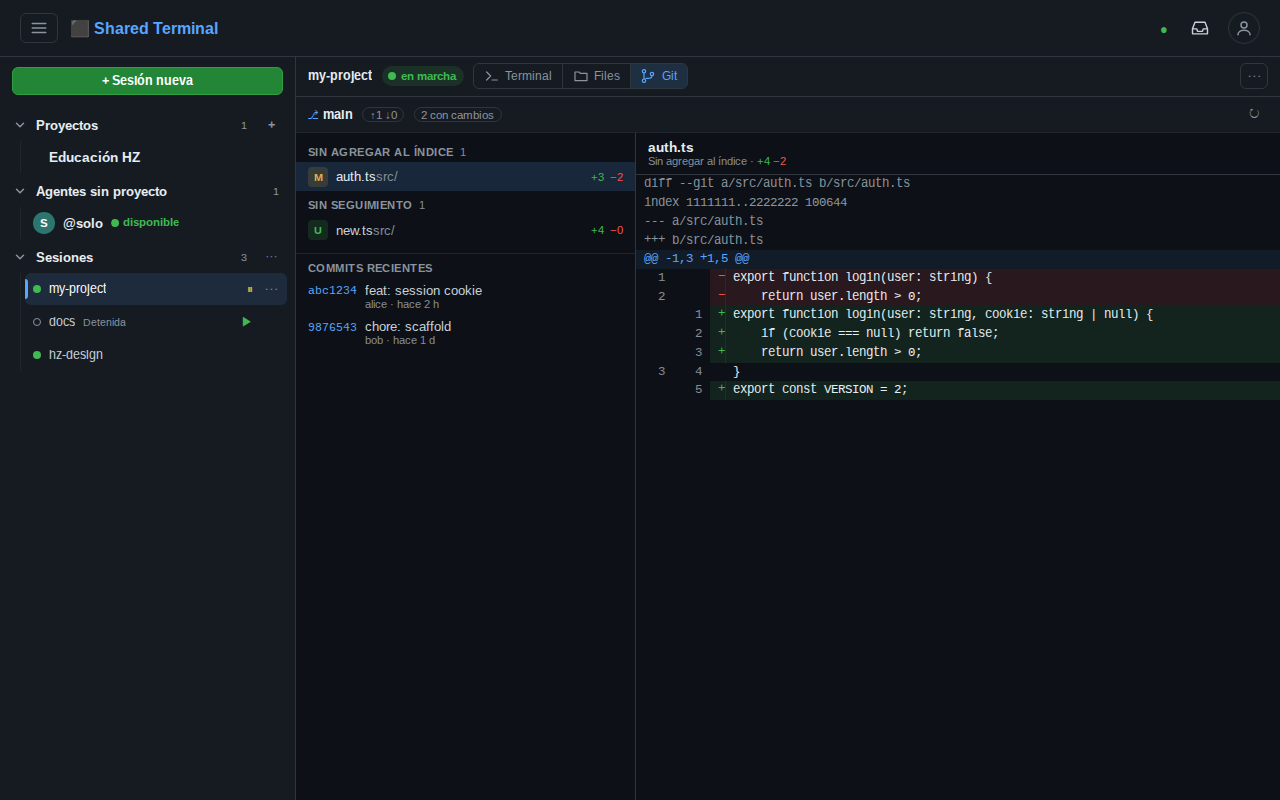 Shared Terminal
+ Sesión nueva
Proyectos 1 +
Educación HZ
Agentes sin proyecto 1
S @solo disponible
Sesiones 3 ···
my-project ···
docs Detenida
hz-design
my-project en marcha Terminal Files Git ···
main ↑1 ↓0 2 con cambios
SIN AGREGAR AL ÍNDICE 1
M auth.ts src/ +3 −2
SIN SEGUIMIENTO 1
U new.ts src/ +4 −0
COMMITS RECIENTES
abc1234 feat: session cookie
alice · hace 2 h
9876543 chore: scaffold
bob · hace 1 d
auth.ts
Sin agregar al índice · +4 −2
diff --git a/src/auth.ts b/src/auth.ts
index 1111111..2222222 100644
--- a/src/auth.ts
+++ b/src/auth.ts
@@ -1,3 +1,5 @@
1 − export function login(user: string) {
2 − return user.length > 0;
1 + export function login(user: string, cookie: string | null) {
2 + if (cookie === null) return false;
3 + return user.length > 0;
3 4 }
5 + export const VERSION = 2;